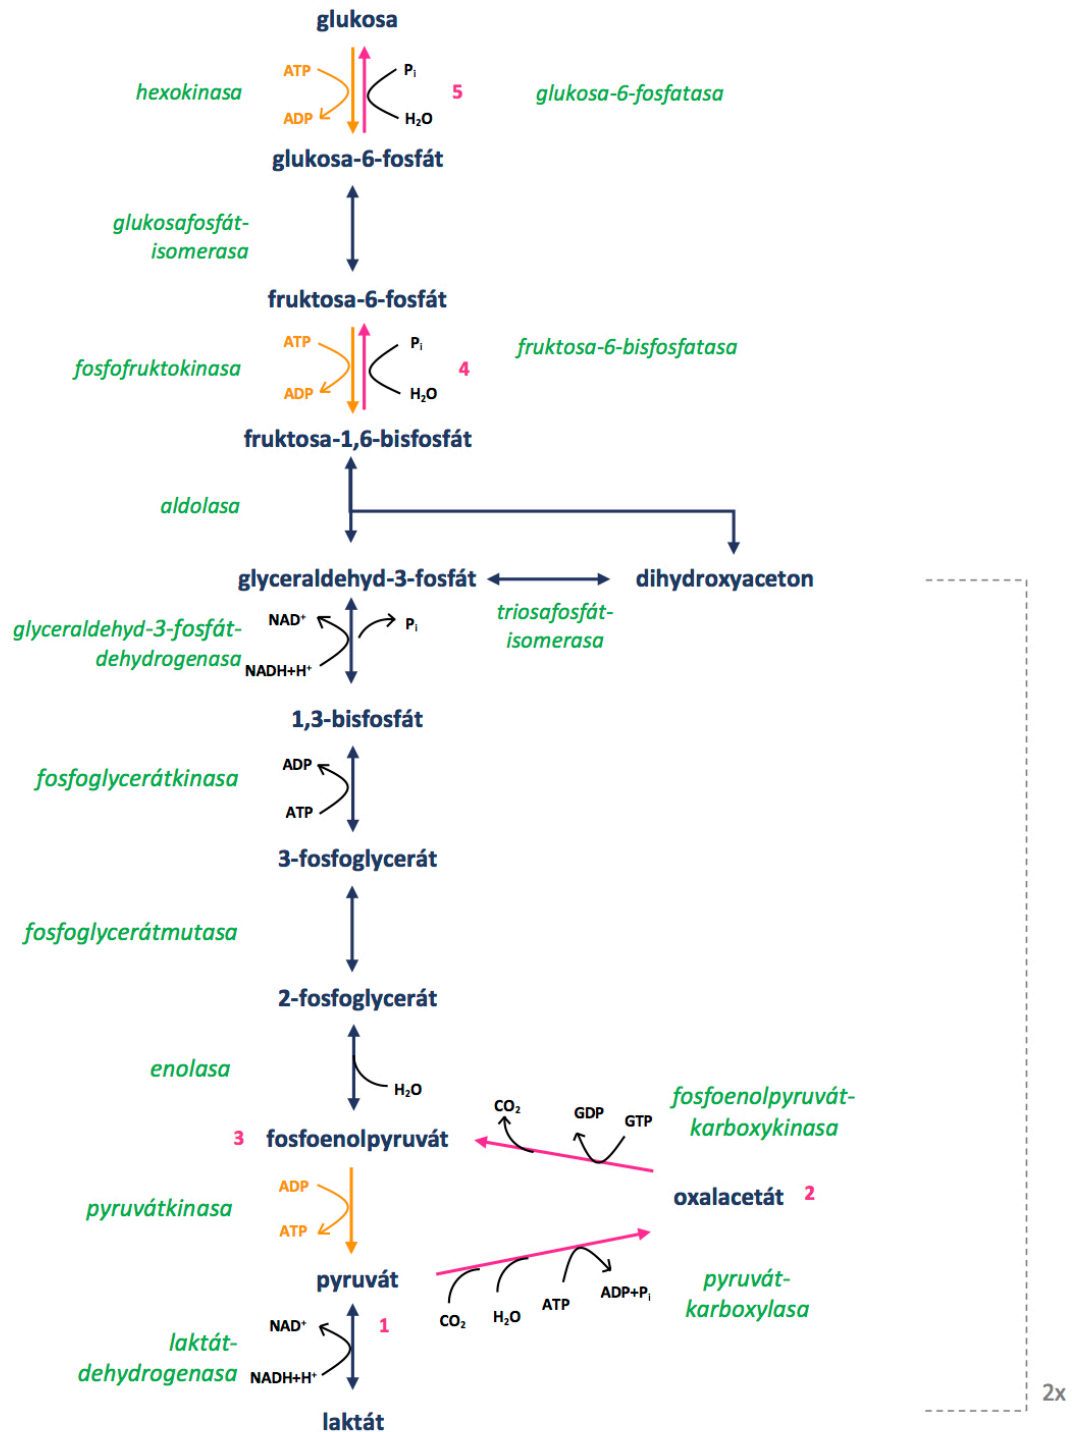 glukosa
ATP
Pᵢ
hexokinasa
5
glukosa-6-fosfatasa
ADP
H₂O
glukosa-6-fosfát
glukosafosfát-
isomerasa
fruktosa-6-fosfát
ATP
Pᵢ
fosfofruktokinasa
4
fruktosa-6-bisfosfatasa
ADP
H₂O
fruktosa-1,6-bisfosfát
aldolasa
glyceraldehyd-3-fosfát
dihydroxyaceton
triosafosfát-
isomerasa
NAD⁺
Pᵢ
glyceraldehyd-3-fosfát-
dehydrogenasa
NADH+H⁺
1,3-bisfosfát
ADP
fosfoglycerátkinasa
ATP
3-fosfoglycerát
fosfoglycerátmutasa
2-fosfoglycerát
enolasa
H₂O
CO₂
GDP
GTP
fosfoenolpyruvát-
karboxykinasa
3
fosfoenolpyruvát
oxalacetát
2
ADP
pyruvátkinasa
ATP
pyruvát
CO₂
H₂O
ATP
ADP+Pᵢ
pyruvát-
karboxylasa
NAD⁺
1
laktát-
dehydrogenasa
NADH+H⁺
laktát
2x